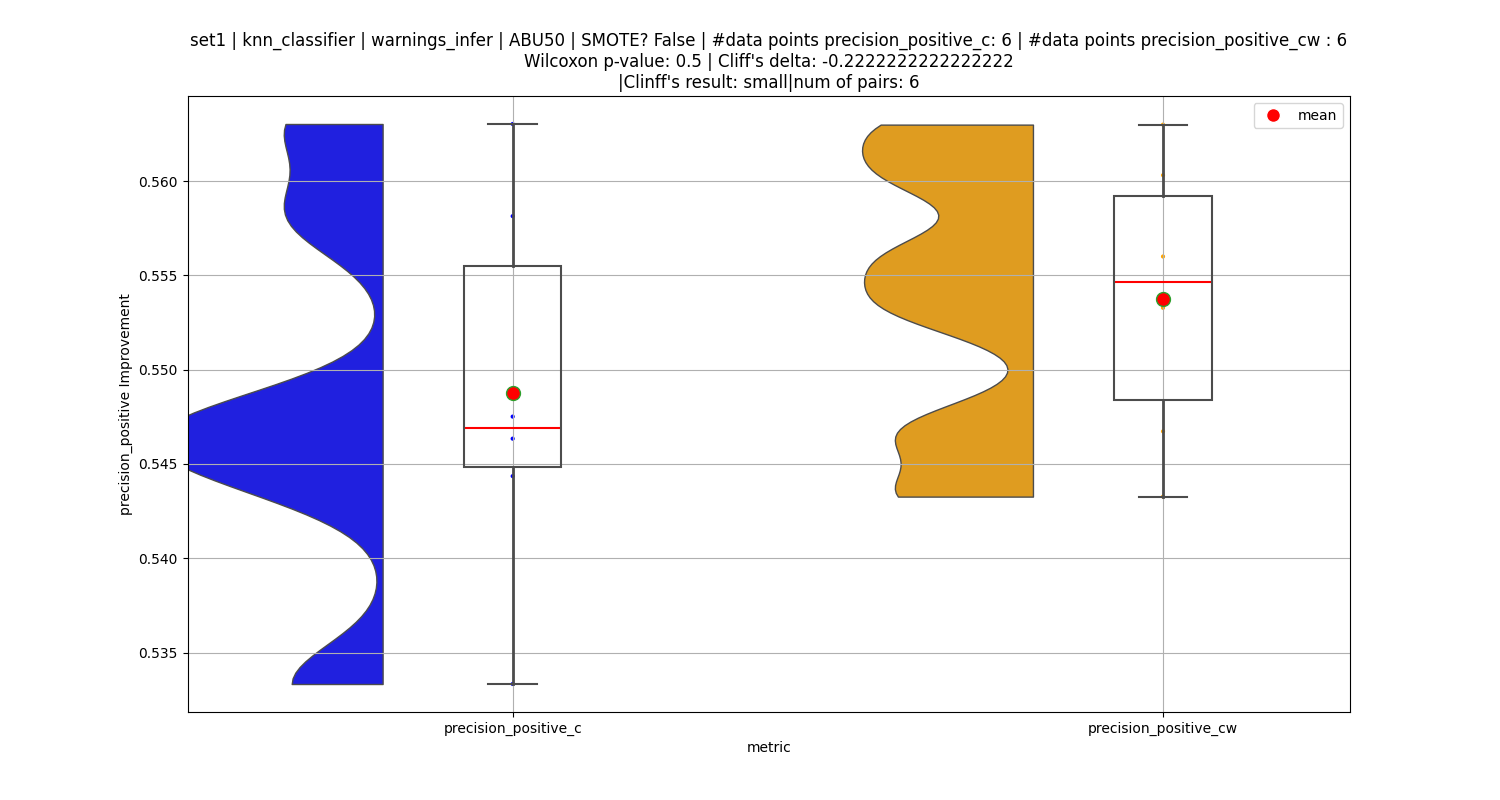 set1 | knn_classifier | warnings_infer | ABU50 | SMOTE? False | #data points precision_positive_c: 6 | #data points precision_positive_cw : 6
Wilcoxon p-value: 0.5 | Cliff's delta: -0.2222222222222222
|Clinff's result: small|num of pairs: 6
mean
precision_positive Improvement
0.560
0.555
0.550
0.545
0.540
0.535
precision_positive_c
precision_positive_cw
metric